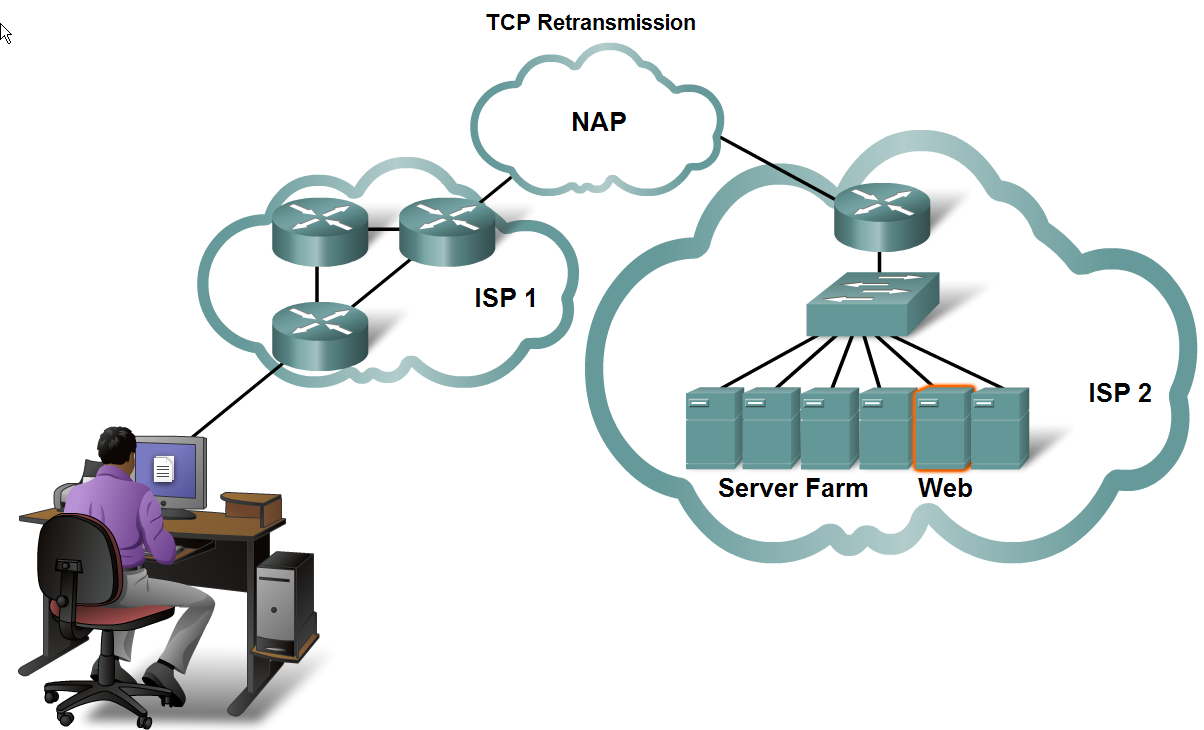 TCP Retransmission
NAP
ISP 1
ISP 2
Server Farm
Web